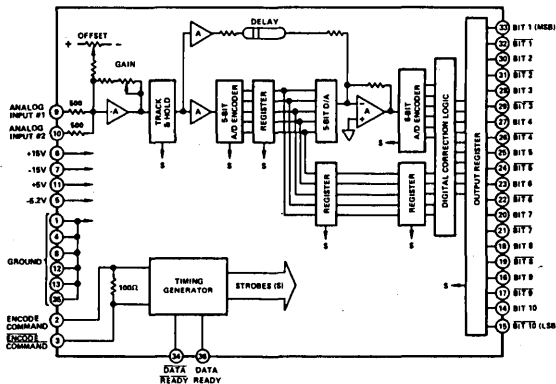 OFFSET
+
−
GAIN
DELAY
500
ANALOG INPUT #1
9
-A
TRACK & HOLD
S
A
A
5-BIT A/D ENCODER
S
REGISTER
S
5-BIT D/A
-
+
A
6-BIT A/D ENCODER
S
DIGITAL CORRECTION LOGIC
OUTPUT REGISTER
S
500
ANALOG INPUT #2
10
REGISTER
S
REGISTER
S
+15V
-15V
7
+5V
11
-5.2V
GROUND
1
4
12
13
ENCODE COMMAND
2
ENCODE COMMAND
3
100Ω
TIMING GENERATOR
STROBES (S)
34
DATA READY
DATA READY
33 BIT 1 (MSB)
32 BIT 1
30 BIT 2
31 BIT 2
28 BIT 3
29 BIT 3
27 BIT 4
26 BIT 4
25 BIT 5
24 BIT 5
23 BIT 6
22 BIT 6
20 BIT 7
21 BIT 7
18 BIT 8
19 BIT 8
16 BIT 9
17 BIT 9
14 BIT 10
15 BIT 10 (LSB